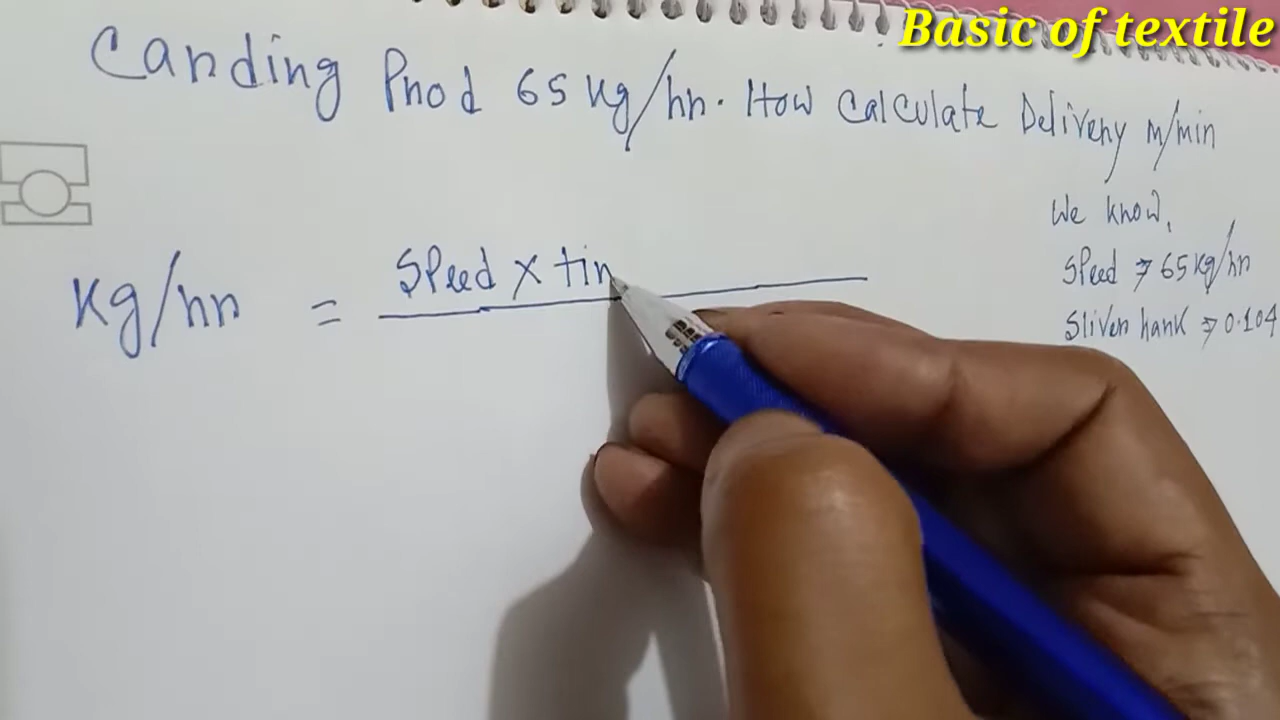 Basic of textile
Carding Prod 65 kg/hr. How Calculate Delivery m/min
We know,
Speed ⇒ 65 kg/hr
Sliver hank ⇒ 0.104
Kg/hr = Speed × tim